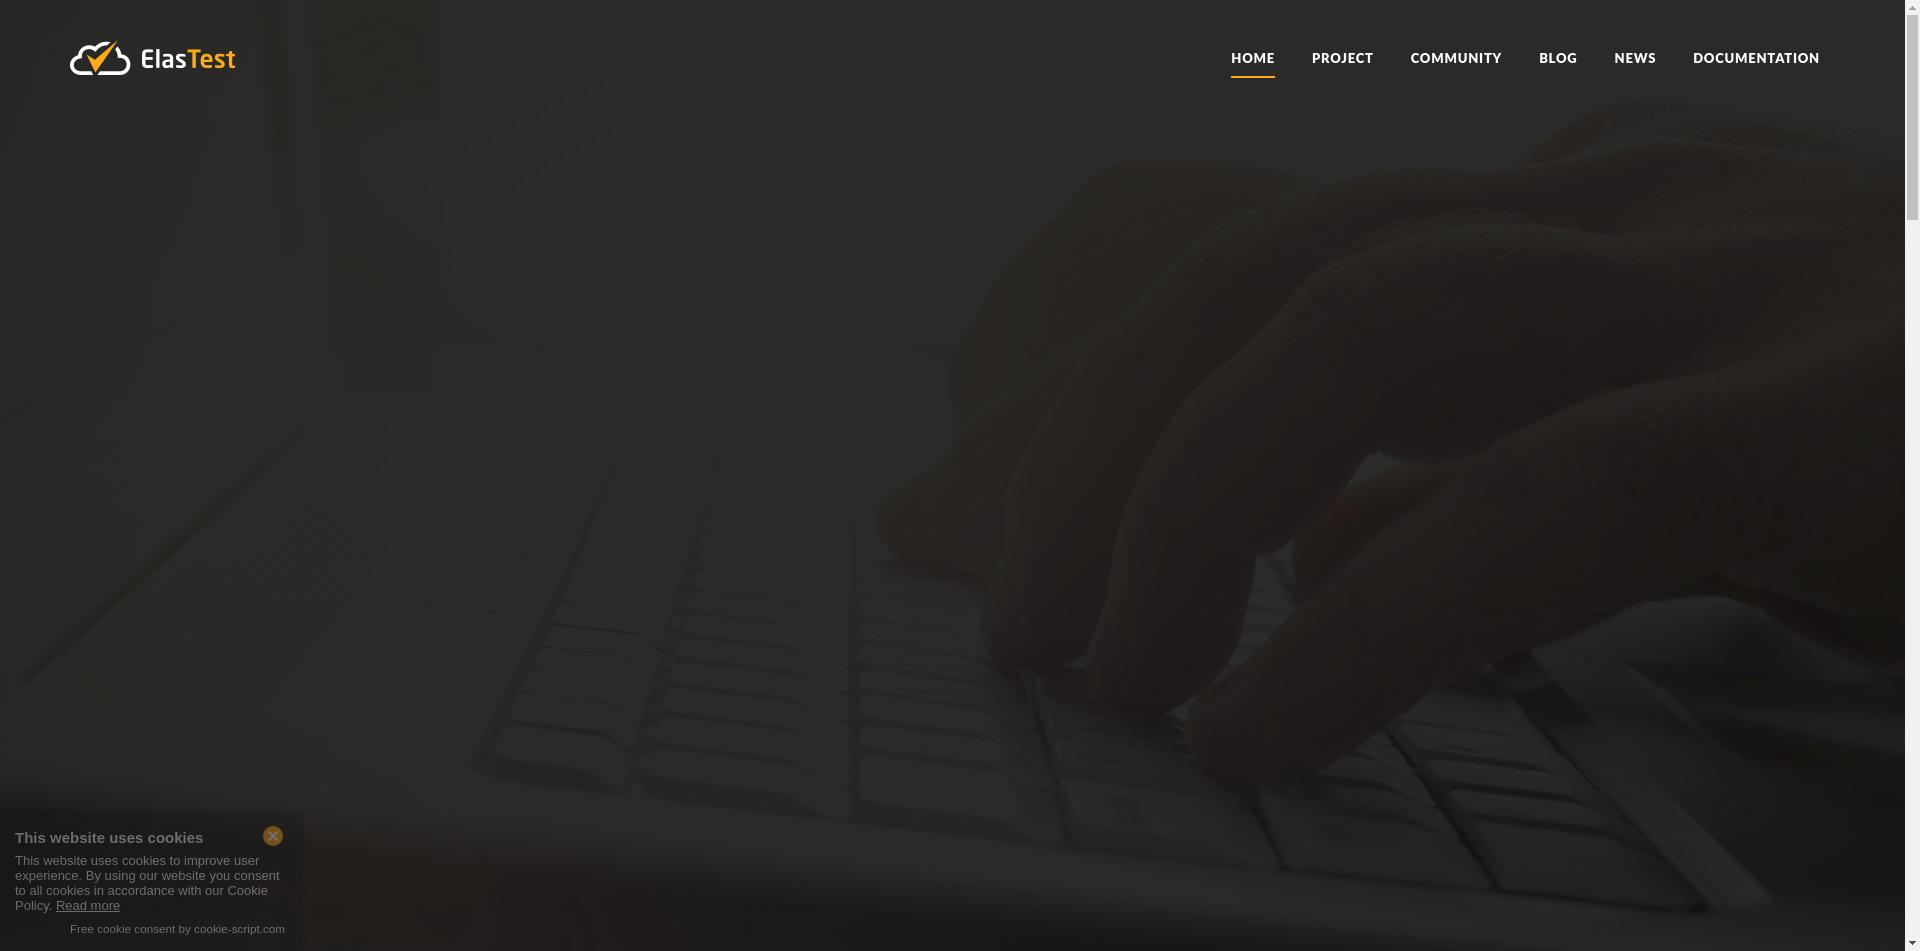 ElasTest
HOME PROJECT COMMUNITY BLOG NEWS DOCUMENTATION
This website uses cookies
This website uses cookies to improve user
experience. By using our website you consent
to all cookies in accordance with our Cookie
Policy. Read more
Free cookie consent by cookie-script.com